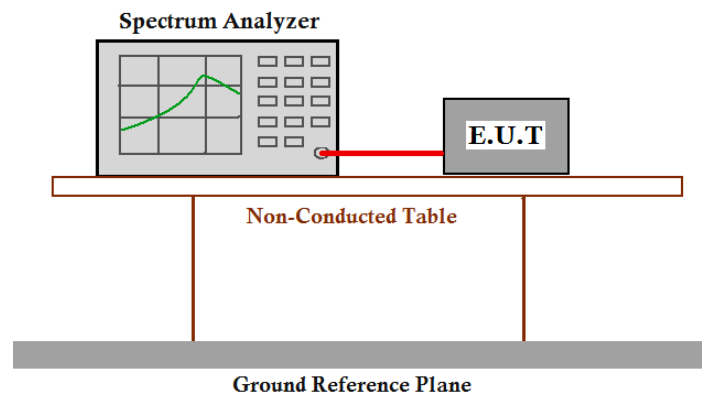 Spectrum Analyzer
E.U.T
Non-Conducted Table
Ground Reference Plane